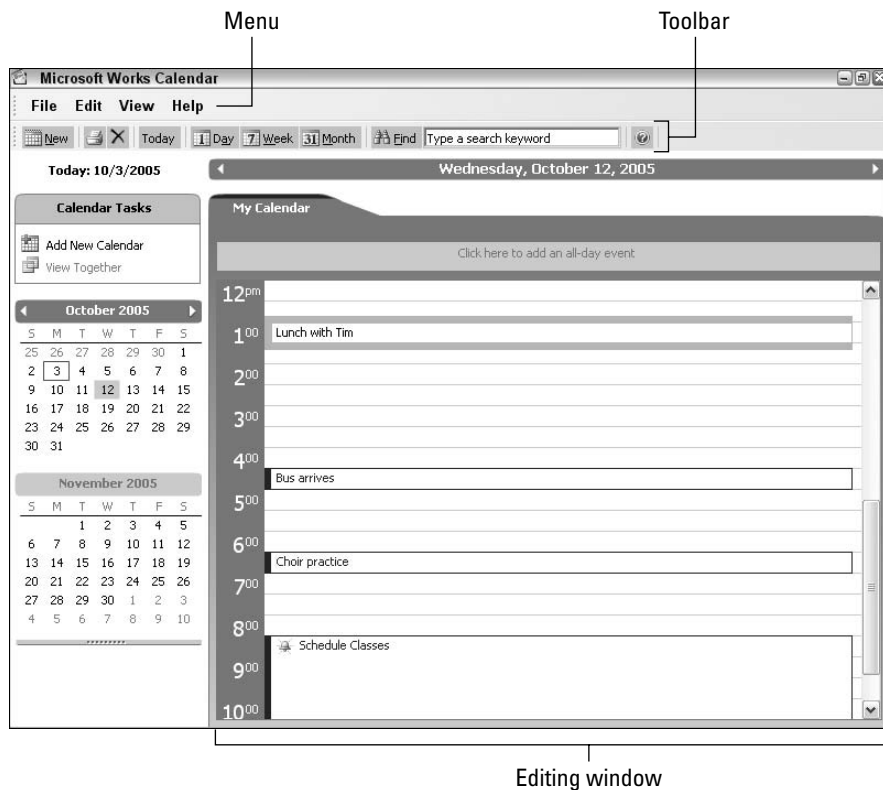 Menu
Toolbar
Microsoft Works Calendar
File Edit View Help
New Today 1 Day 7 Week 31 Month Find Type a search keyword
Today: 10/3/2005
Wednesday, October 12, 2005
Calendar Tasks
My Calendar
Add New Calendar
View Together
Click here to add an all-day event
October 2005
S M T W T F S
25 26 27 28 29 30 1
2 3 4 5 6 7 8
9 10 11 12 13 14 15
16 17 18 19 20 21 22
23 24 25 26 27 28 29
30 31
November 2005
S M T W T F S
1 2 3 4 5
6 7 8 9 10 11 12
13 14 15 16 17 18 19
20 21 22 23 24 25 26
27 28 29 30 1 2 3
4 5 6 7 8 9 10
12 pm
1 00 Lunch with Tim
2 00
3 00
4 00
Bus arrives
5 00
6 00
Choir practice
7 00
8 00
Schedule Classes
9 00
10 00
Editing window